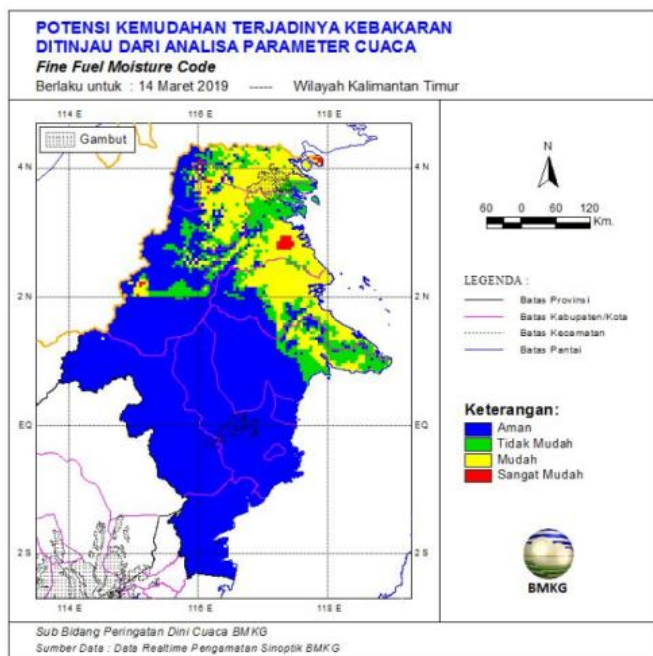 POTENSI KEMUDAHAN TERJADINYA KEBAKARAN
DITINJAU DARI ANALISA PARAMETER CUACA
Fine Fuel Moisture Code
Berlaku untuk : 14 Maret 2019 ----- Wilayah Kalimantan Timur
114 E 116 E 118 E
Gambut
4 N 4 N
2 N 2 N
EQ EQ
2 S 2 S
114 E 116 E 118 E
N
60 0 60 120
Km.
LEGENDA :
Batas Provinsi
Batas Kabupaten/Kota
Batas Kecamatan
Batas Pantai
Keterangan:
Aman
Tidak Mudah
Mudah
Sangat Mudah
BMKG
Sub Bidang Peringatan Dini Cuaca BMKG
Sumber Data : Data Realtime Pengamatan Sinoptik BMKG